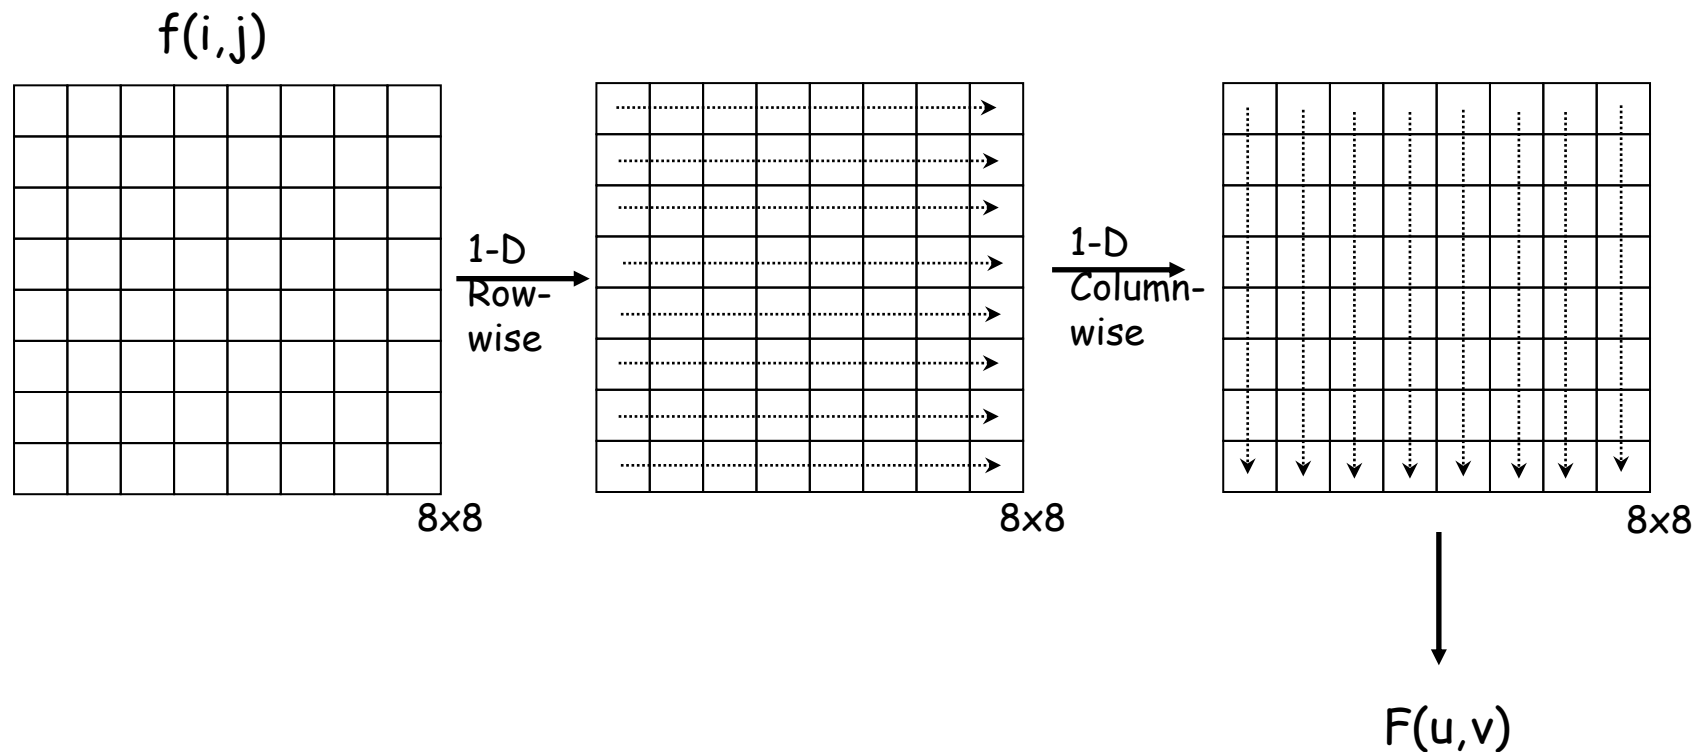 f(i,j)
1-D
Row-
wise
1-D
Column-
wise
8x8
8x8
8x8
F(u,v)